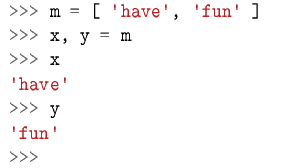 >>> m = [ 'have', 'fun' ]
>>> x, y = m
>>> x
'have'
>>> y
'fun'
>>>